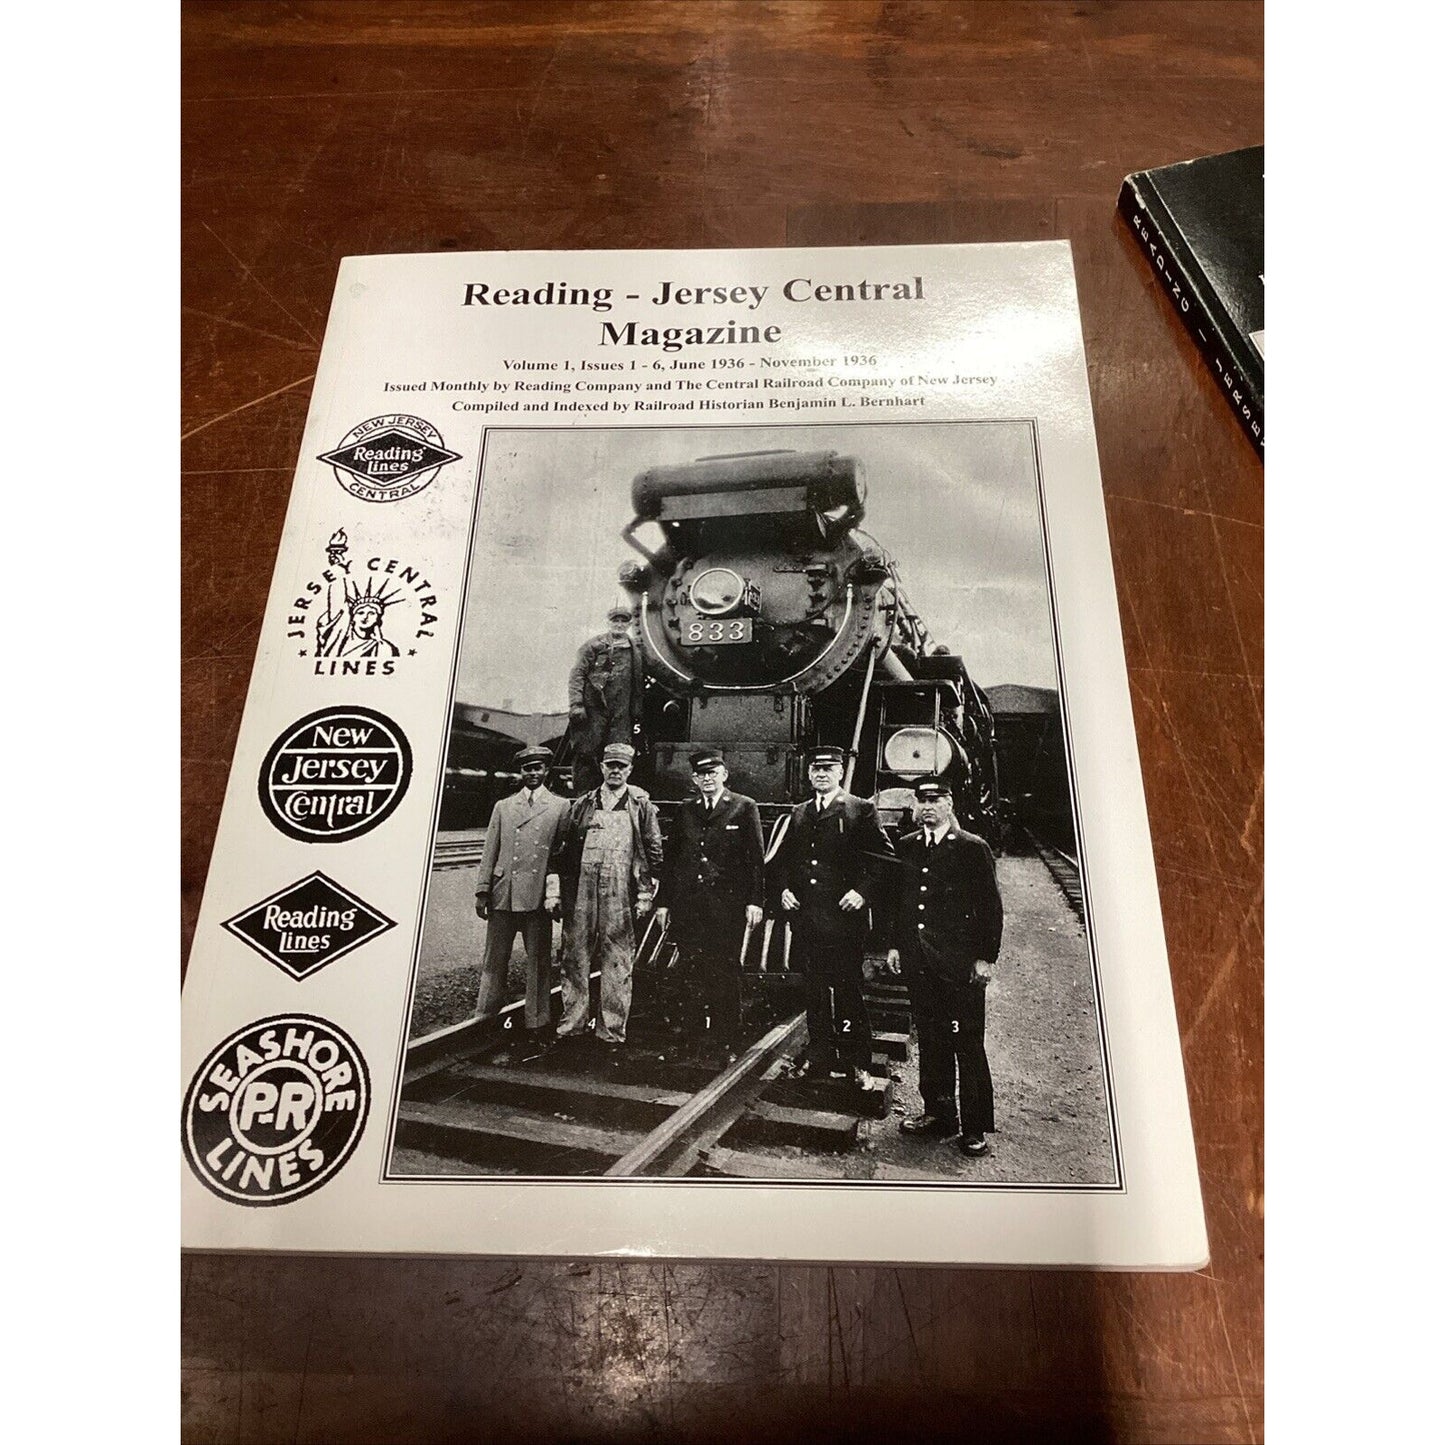 Reading - Jersey Central
Magazine
Volume 1, Issues 1 - 6, June 1936 - November 1936
Issued Monthly by Reading Company and The Central Railroad Company of New Jersey
Compiled and Indexed by Railroad Historian Benjamin L. Bernhart
NEW JERSEY
Reading
Lines
CENTRAL
JERSEY CENTRAL
LINES
New
Jersey
Central
Reading
Lines
SEASHORE
P-R
LINES
833
5
6 4 1 2 3
READING - JERSEY